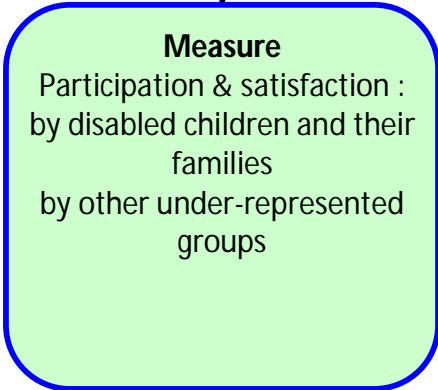 Measure
Participation & satisfaction :
by disabled children and their
families
by other under-represented
groups